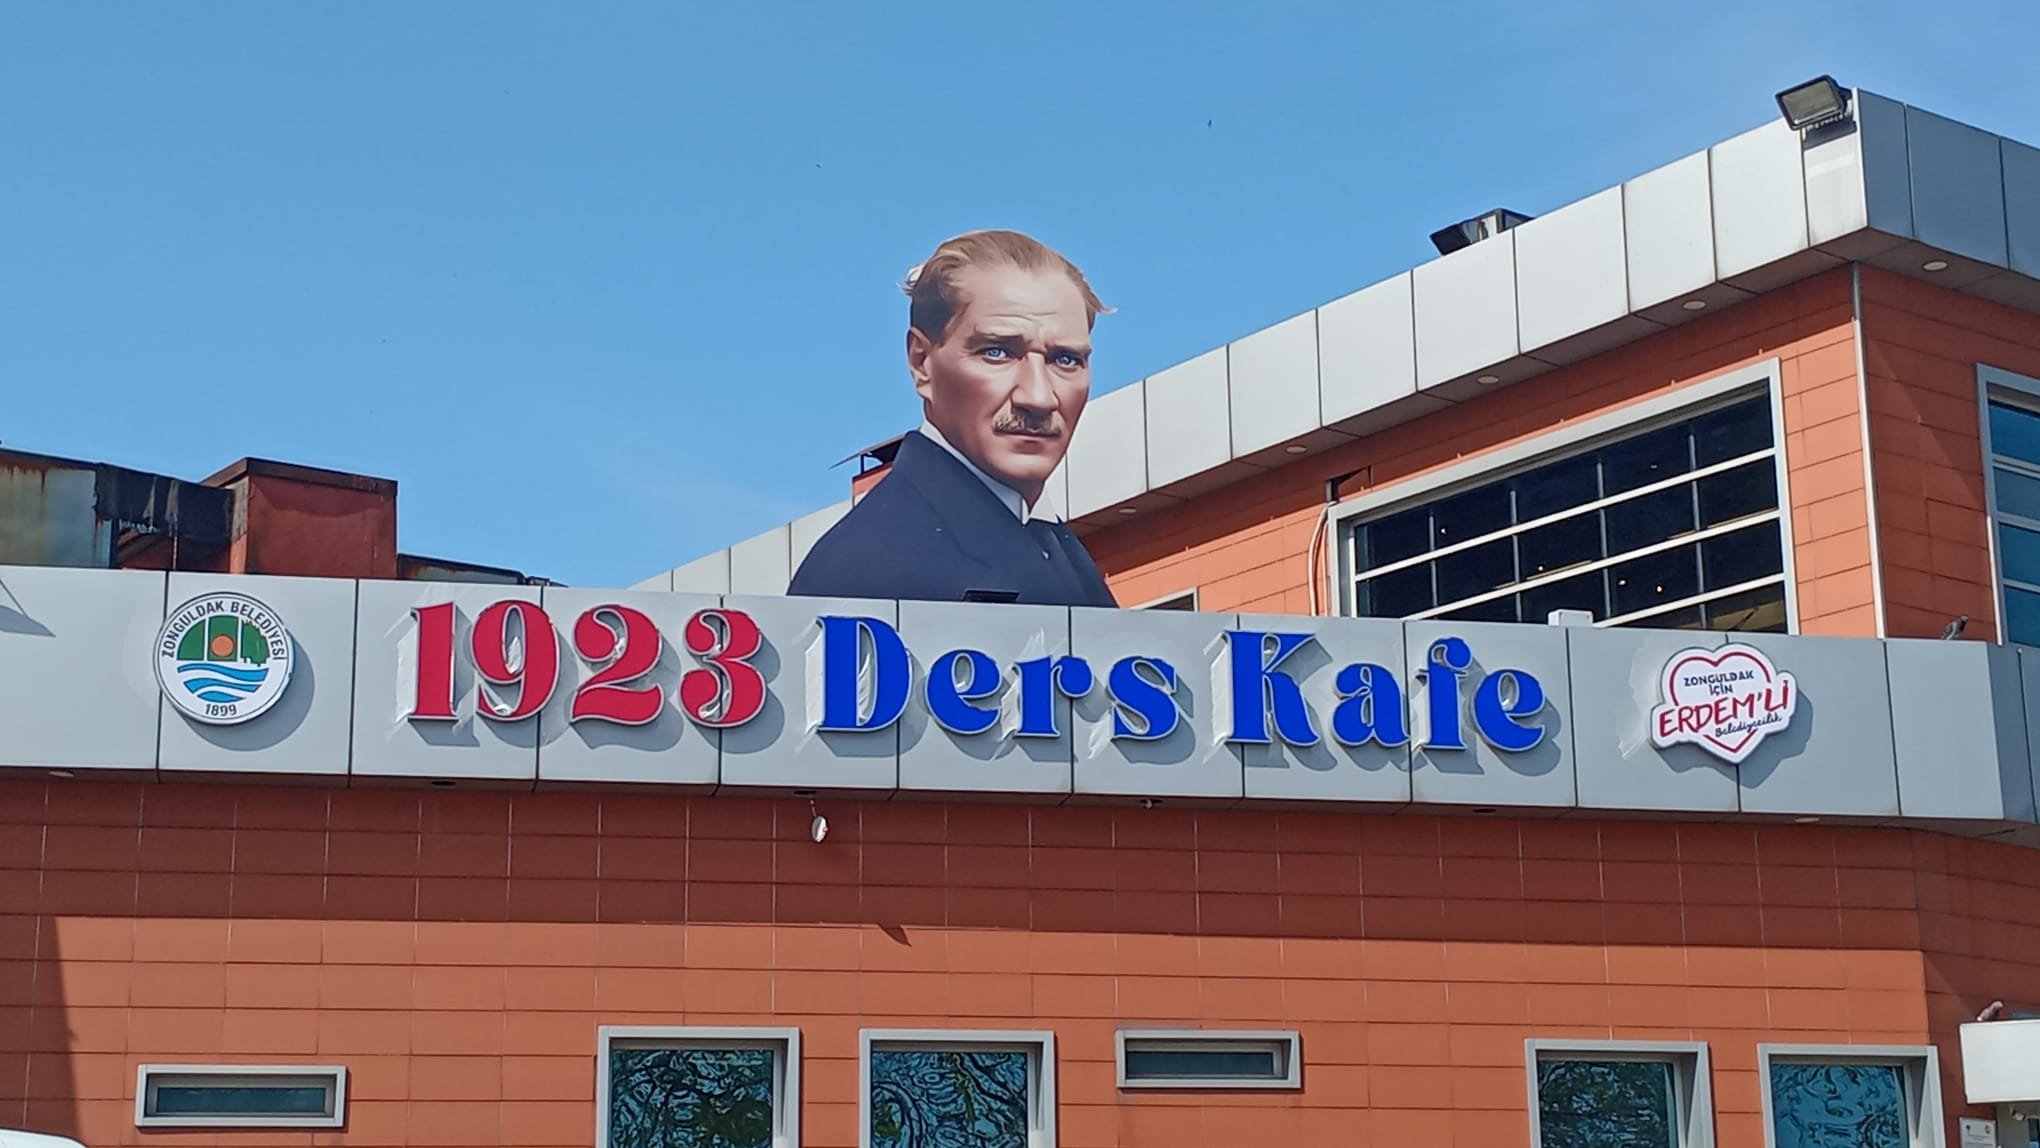 ZONGULDAK BELEDİYESİ
1899
1923 Ders Kafe
ZONGULDAK
İÇİN
ERDEM'Lİ
Belediyecilik